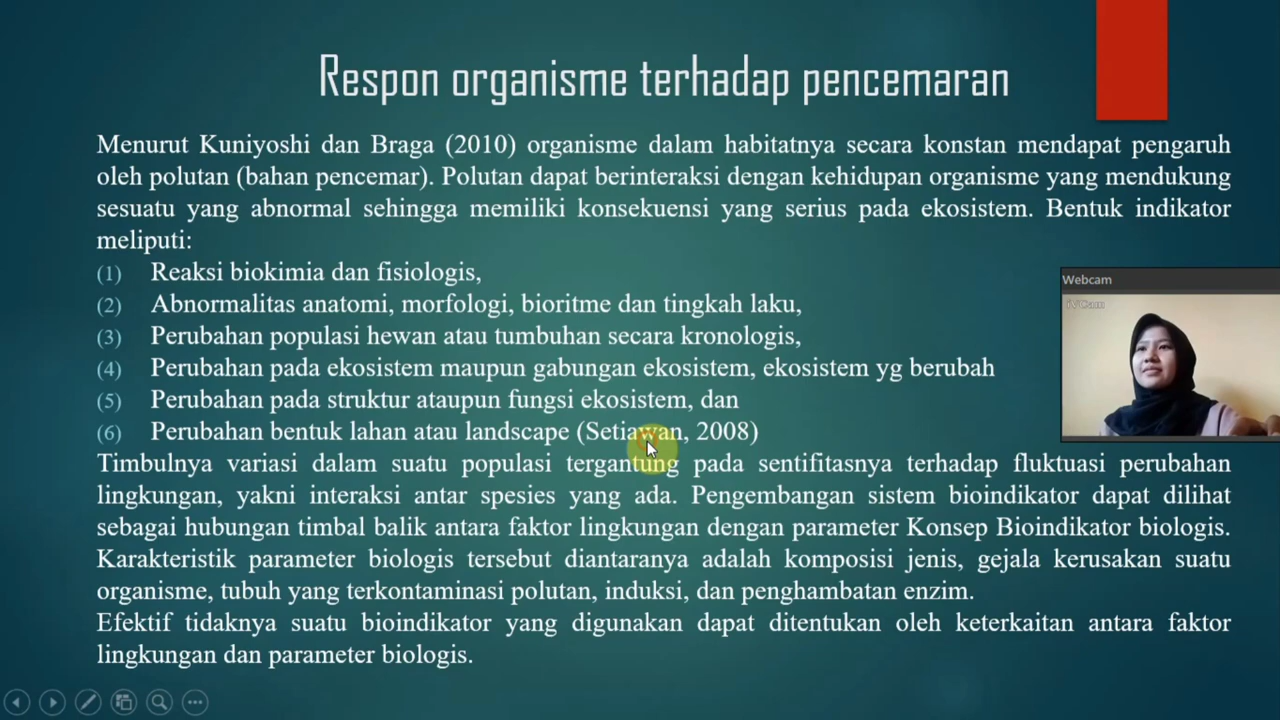 Respon organisme terhadap pencemaran
Menurut Kuniyoshi dan Braga (2010) organisme dalam habitatnya secara konstan mendapat pengaruh
oleh polutan (bahan pencemar). Polutan dapat berinteraksi dengan kehidupan organisme yang mendukung
sesuatu yang abnormal sehingga memiliki konsekuensi yang serius pada ekosistem. Bentuk indikator
meliputi:
(1) Reaksi biokimia dan fisiologis,
(2) Abnormalitas anatomi, morfologi, bioritme dan tingkah laku,
(3) Perubahan populasi hewan atau tumbuhan secara kronologis,
(4) Perubahan pada ekosistem maupun gabungan ekosistem, ekosistem yg berubah
(5) Perubahan pada struktur ataupun fungsi ekosistem, dan
(6) Perubahan bentuk lahan atau landscape (Setiawan, 2008)
Timbulnya variasi dalam suatu populasi tergantung pada sentifitasnya terhadap fluktuasi perubahan
lingkungan, yakni interaksi antar spesies yang ada. Pengembangan sistem bioindikator dapat dilihat
sebagai hubungan timbal balik antara faktor lingkungan dengan parameter Konsep Bioindikator biologis.
Karakteristik parameter biologis tersebut diantaranya adalah komposisi jenis, gejala kerusakan suatu
organisme, tubuh yang terkontaminasi polutan, induksi, dan penghambatan enzim.
Efektif tidaknya suatu bioindikator yang digunakan dapat ditentukan oleh keterkaitan antara faktor
lingkungan dan parameter biologis.
Webcam
iVCam